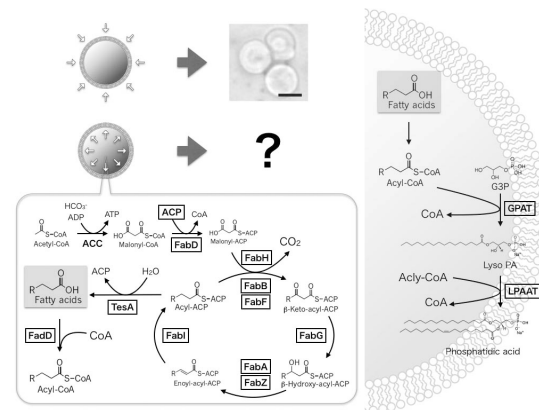 ?
HCO₃⁻
ADP
ATP
Acetyl-CoA
S-CoA
ACC
HO
S-CoA
Malonyl-CoA
ACP
CoA
FabD
HO
S-ACP
Malonyl-ACP
FabH
CO₂
FabB
FabF
S-ACP
β-Keto-acyl-ACP
FabG
HO
S-ACP
β-Hydroxy-acyl-ACP
FabA
FabZ
S-ACP
Enoyl-acyl-ACP
FabI
R
S-ACP
Acyl-ACP
H₂O
ACP
TesA
R
OH
Fatty acids
FadD
CoA
R
S-CoA
Acyl-CoA
R
OH
Fatty acids
R
S-CoA
Acyl-CoA
G3P
CoA
GPAT
Lyso PA
Acly-CoA
LPAAT
CoA
Phosphatidic acid